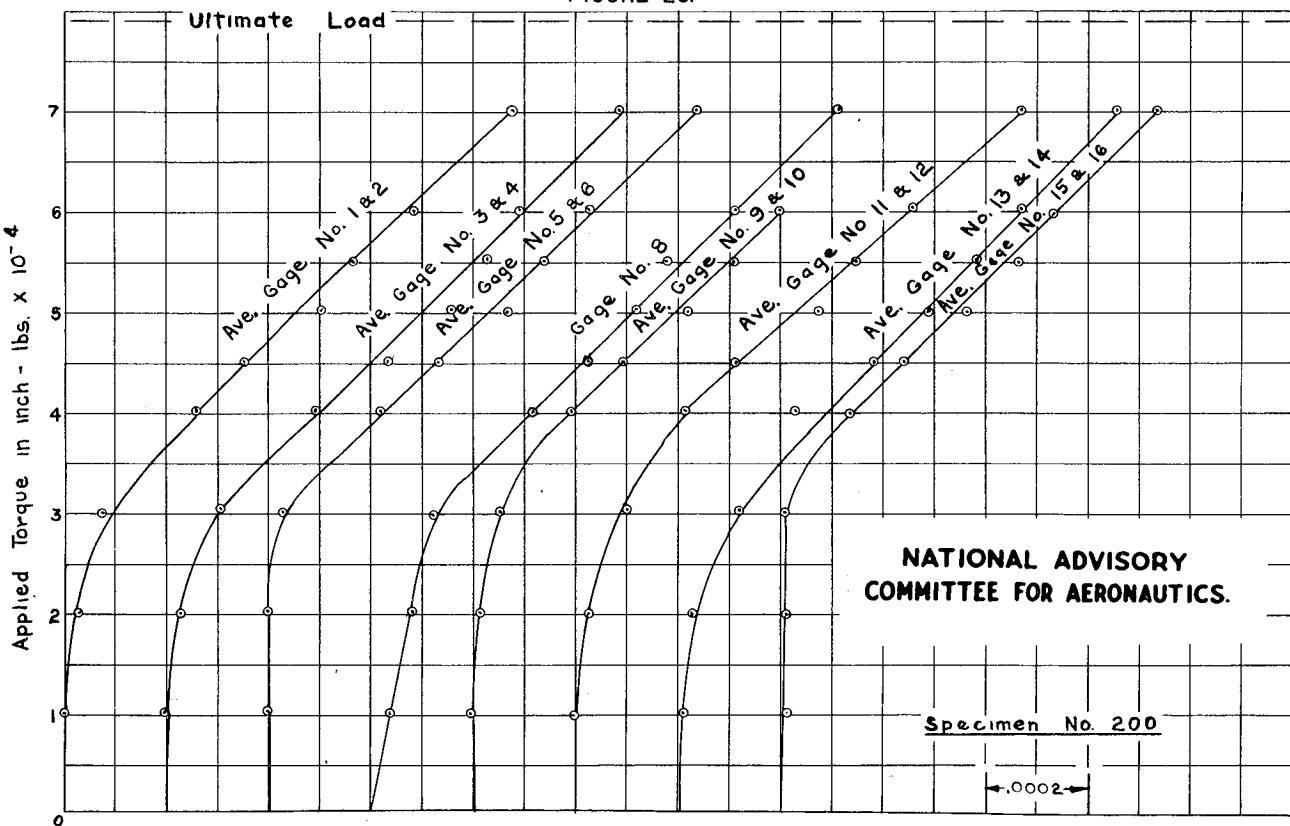 Ultimate Load
7
6
5
4
3
2
1
0
Applied Torque in inch - lbs. x 10⁻⁴
Ave. Gage No. 1 & 2
Ave. Gage No. 3 & 4
Ave. Gage No. 5 & 6
Gage No. 8
Ave. Gage No. 9 & 10
Ave. Gage No 11 & 12
Ave. Gage No. 13 & 14
Ave. Gage No. 15 & 16
NATIONAL ADVISORY
COMMITTEE FOR AERONAUTICS.
Specimen No. 200
.0002